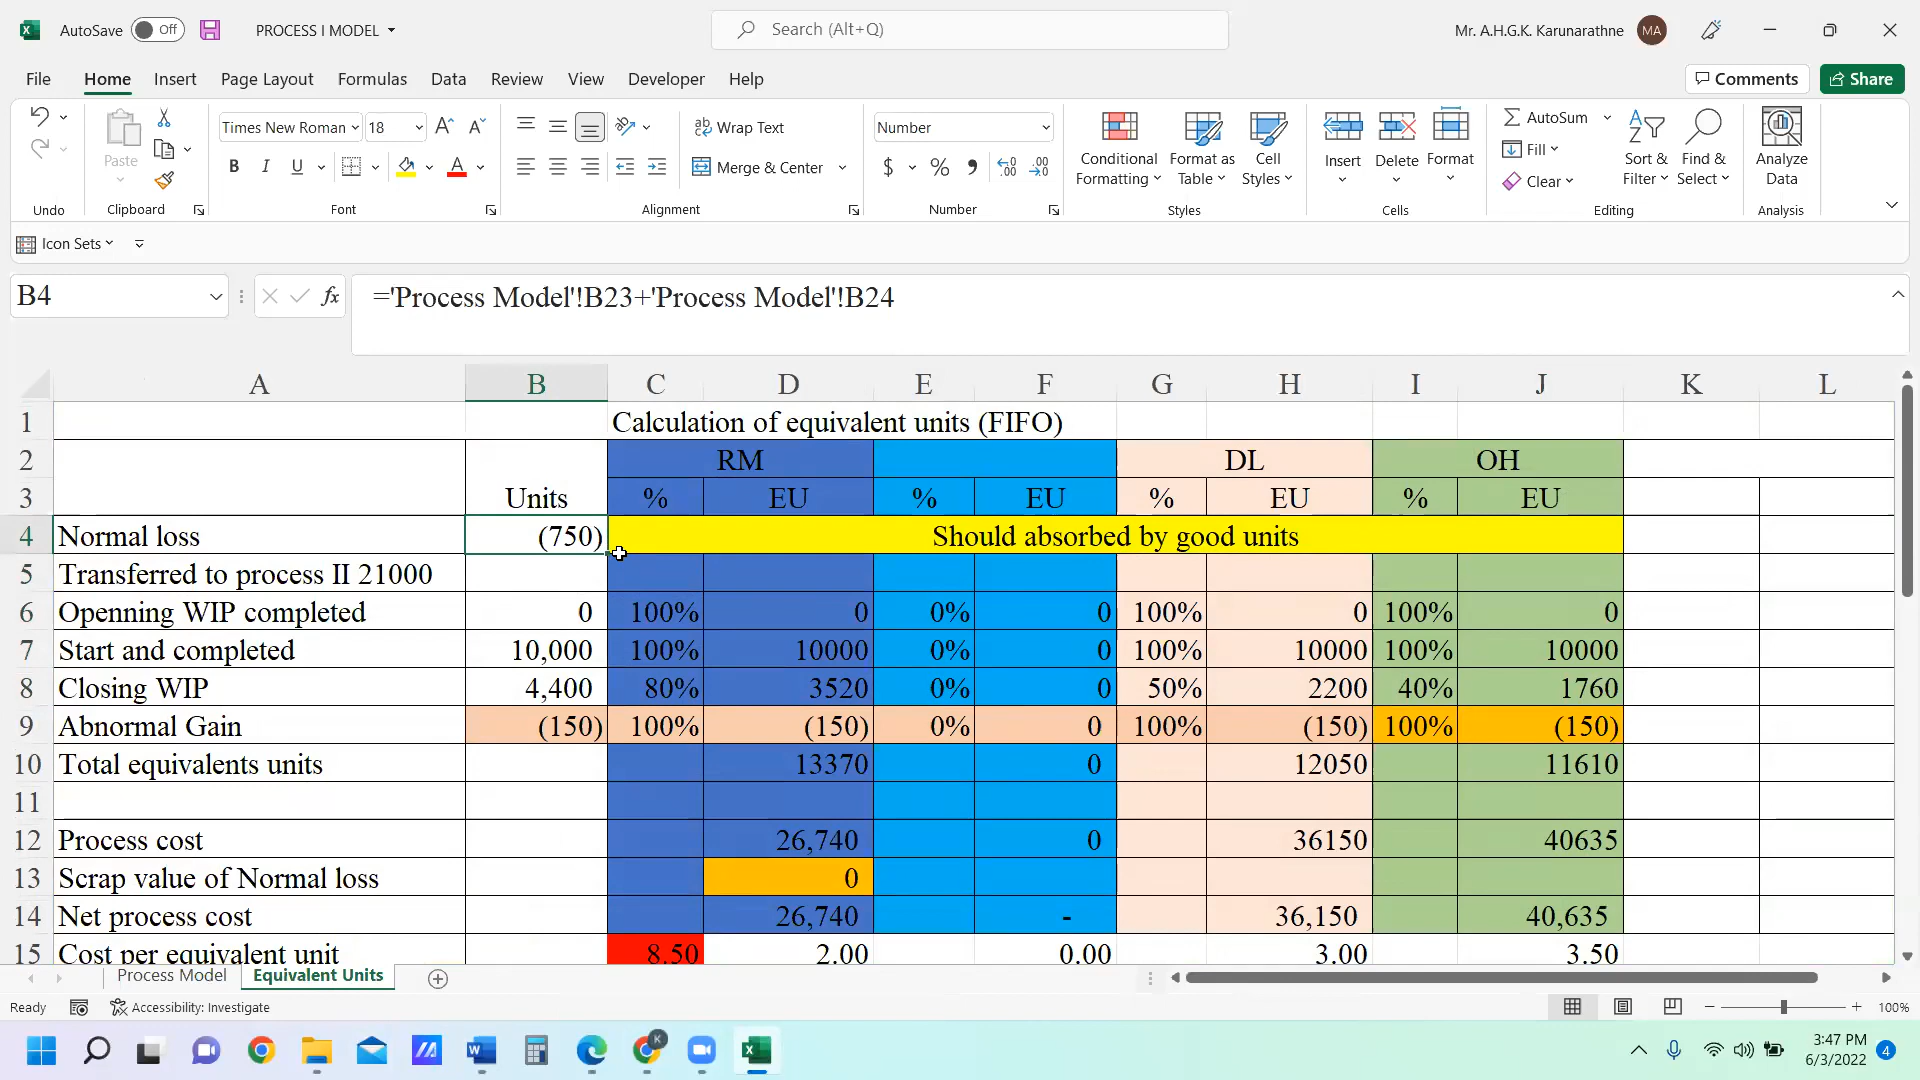 AutoSave Off PROCESS I MODEL Search (Alt+Q) Mr. A.H.G.K. Karunarathne MA
File Home Insert Page Layout Formulas Data Review View Developer Help Comments Share
Times New Roman 18 Wrap Text Number AutoSum
Paste B I U Merge & Center $ % Conditional Formatting Format as Table Cell Styles Insert Delete Format Fill Clear Sort & Filter Find & Select Analyze Data
Undo Clipboard Font Alignment Number Styles Cells Editing Analysis
Icon Sets
B4 fx ='Process Model'!B23+'Process Model'!B24
A B C D E F G H I J K L
1 Calculation of equivalent units (FIFO)
2 RM DL OH
3 Units % EU % EU % EU % EU
4 Normal loss (750) Should absorbed by good units
5 Transferred to process II 21000
6 Openning WIP completed 0 100% 0 0% 0 100% 0 100% 0
7 Start and completed 10,000 100% 10000 0% 0 100% 10000 100% 10000
8 Closing WIP 4,400 80% 3520 0% 0 50% 2200 40% 1760
9 Abnormal Gain (150) 100% (150) 0% 0 100% (150) 100% (150)
10 Total equivalents units 13370 0 12050 11610
11
12 Process cost 26,740 0 36150 40635
13 Scrap value of Normal loss 0
14 Net process cost 26,740 - 36,150 40,635
15 Cost per equivalent unit 8.50 2.00 0.00 3.00 3.50
Process Model Equivalent Units
Ready Accessibility: Investigate 100%
K 3:47 PM
6/3/2022 4